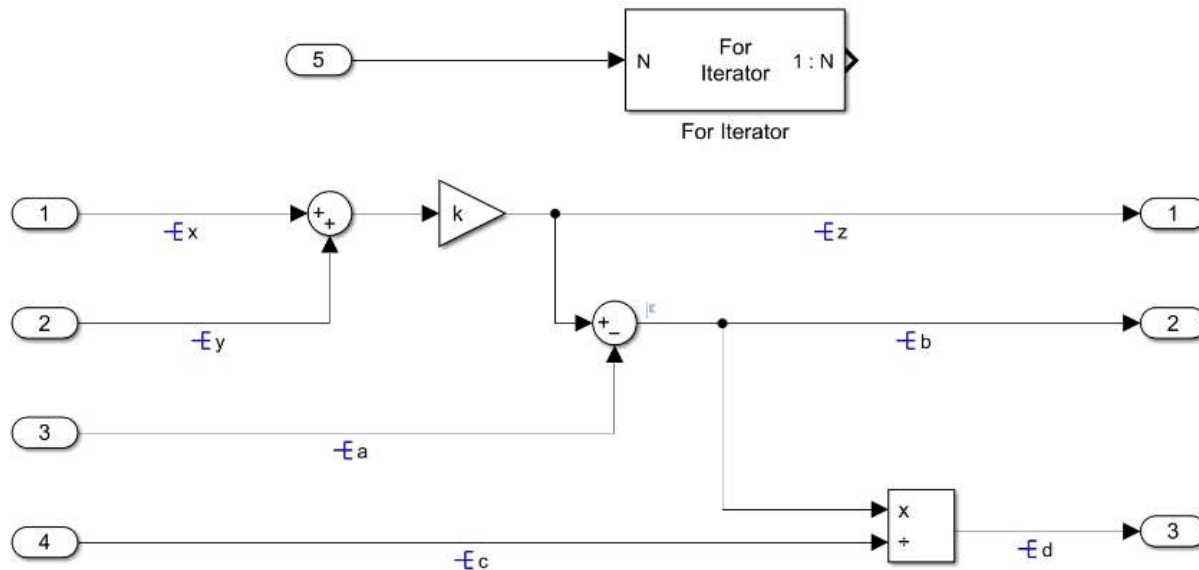 5
N
For
Iterator
1 : N
For Iterator
1
+
+
k
1
x
z
2
+
−
2
y
b
3
a
x
÷
4
3
c
d